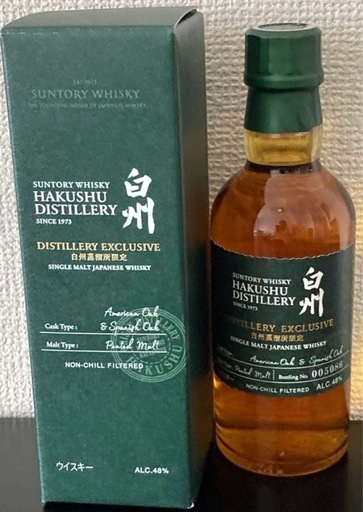 EST. 1923
SUNTORY WHISKY
THE FOUNDING HOUSE OF JAPANESE WHISKY
SUNTORY WHISKY
HAKUSHU
DISTILLERY
SINCE 1973
白州
DISTILLERY EXCLUSIVE
白州蒸溜所限定
SINGLE MALT JAPANESE WHISKY
American Oak
Cask Type : & Spanish Oak
Malt Type : Peated Malt
NON-CHILL FILTERED
DISTILLERY
HAKUSHU
ウイスキー
ALC.48%
SUNTORY WHISKY
HAKUSHU
DISTILLERY
SINCE 1973
白州
DISTILLERY EXCLUSIVE
白州蒸溜所限定
SINGLE MALT JAPANESE WHISKY
American Oak & Spanish Oak
Peated Malt
Bottling No. 005086
NON-CHILL FILTERED
ALC.48%